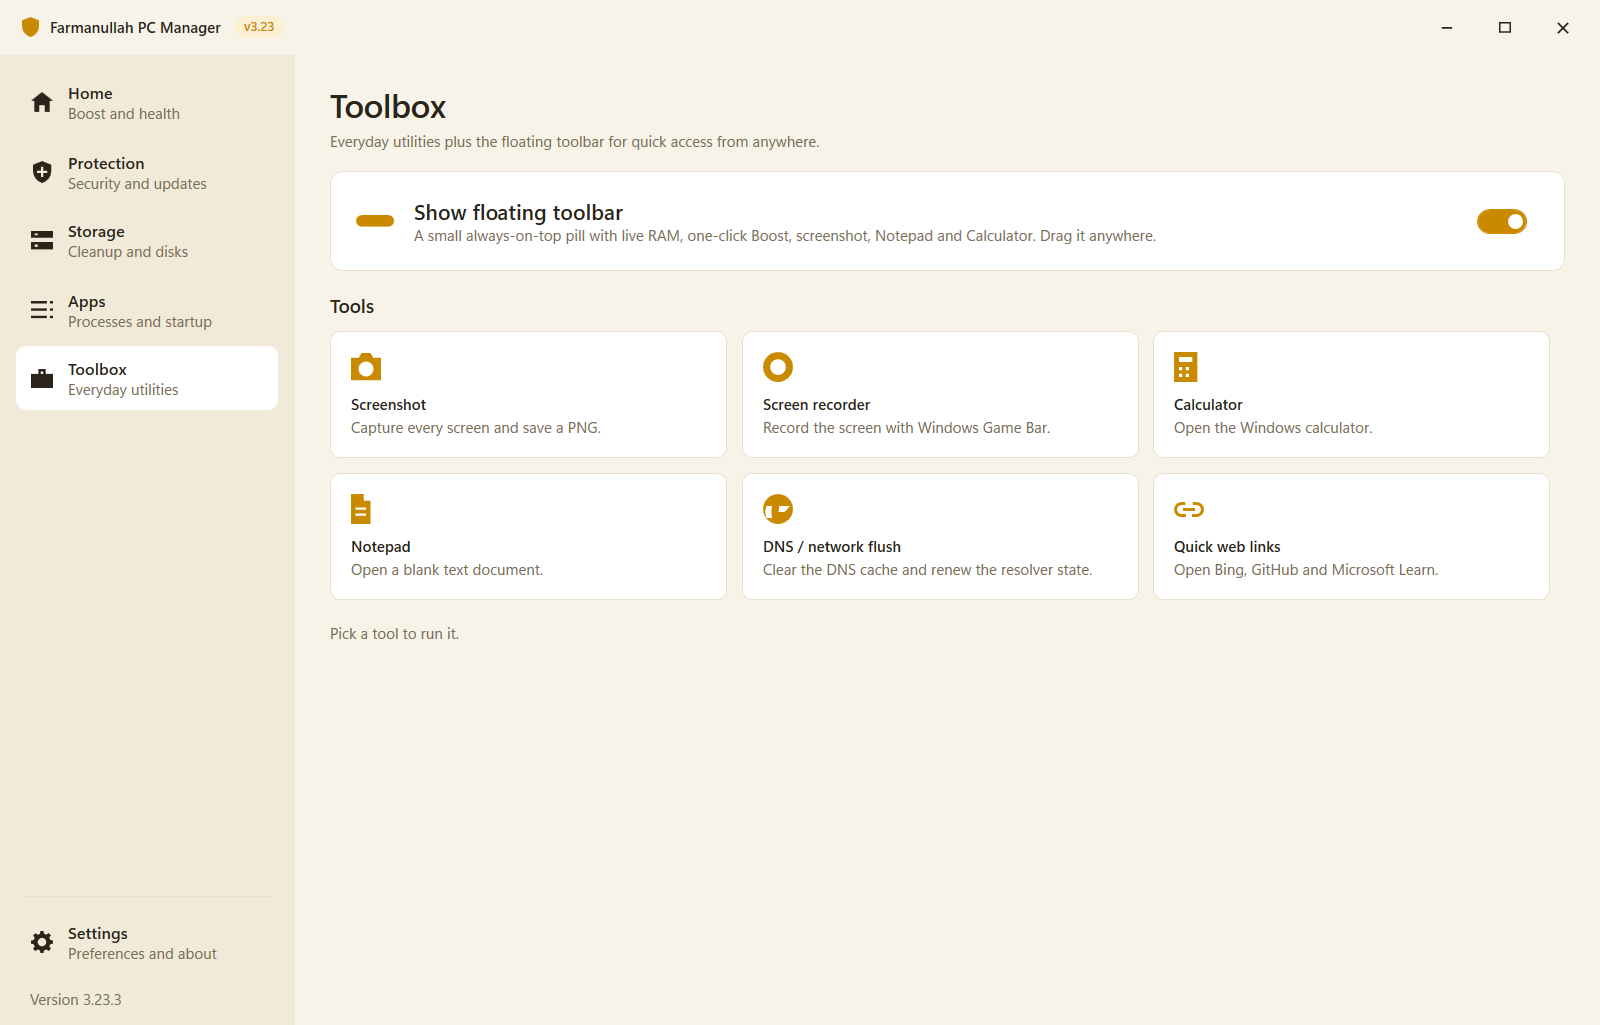 Farmanullah PC Manager v3.23
Home
Boost and health
Protection
Security and updates
Storage
Cleanup and disks
Apps
Processes and startup
Toolbox
Everyday utilities
Settings
Preferences and about
Version 3.23.3
Toolbox
Everyday utilities plus the floating toolbar for quick access from anywhere.
Show floating toolbar
A small always-on-top pill with live RAM, one-click Boost, screenshot, Notepad and Calculator. Drag it anywhere.
Tools
Screenshot
Capture every screen and save a PNG.
Screen recorder
Record the screen with Windows Game Bar.
Calculator
Open the Windows calculator.
Notepad
Open a blank text document.
DNS / network flush
Clear the DNS cache and renew the resolver state.
Quick web links
Open Bing, GitHub and Microsoft Learn.
Pick a tool to run it.